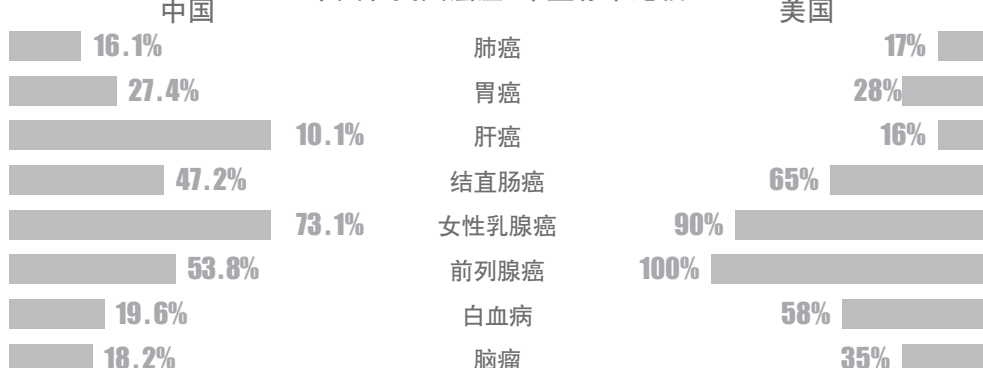 中国 美国
16.1% 肺癌 17%
27.4% 胃癌 28%
10.1% 肝癌 16%
47.2% 结直肠癌 65%
73.1% 女性乳腺癌 90%
53.8% 前列腺癌 100%
19.6% 白血病 58%
18.2% 脑瘤 35%